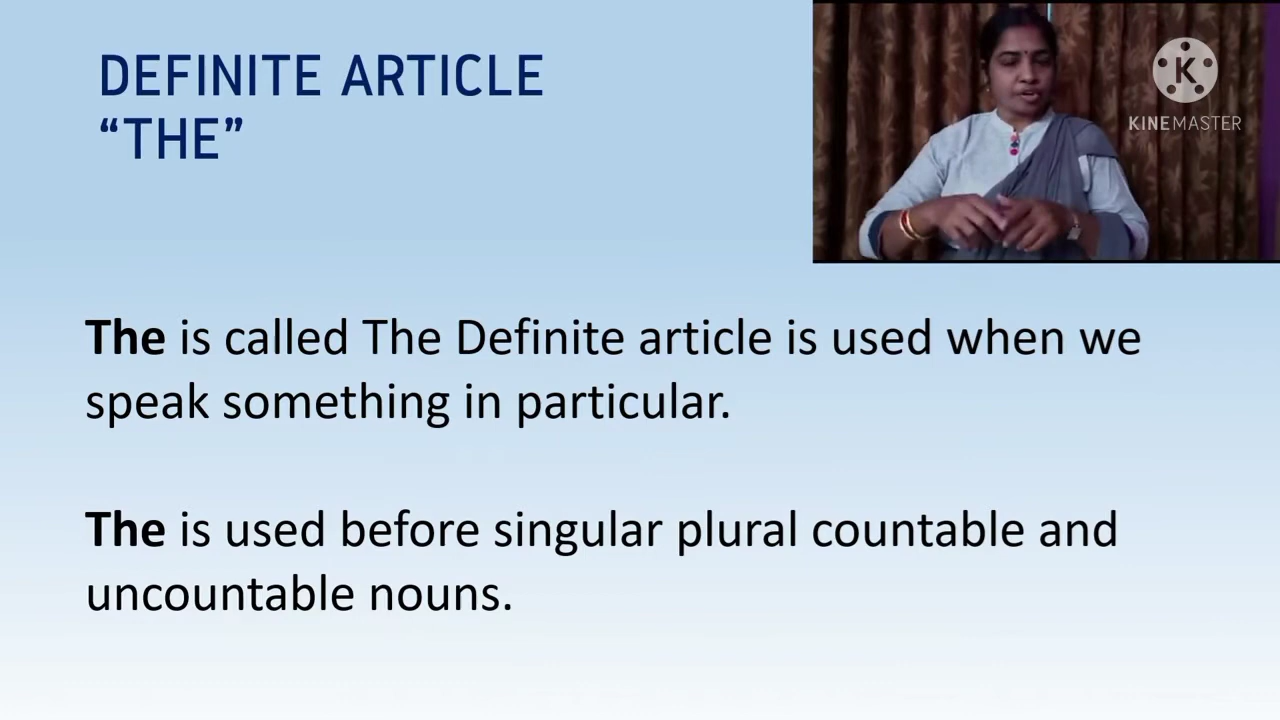 DEFINITE ARTICLE
“THE”
K
KINEMASTER
The is called The Definite article is used when we
speak something in particular.
The is used before singular plural countable and
uncountable nouns.